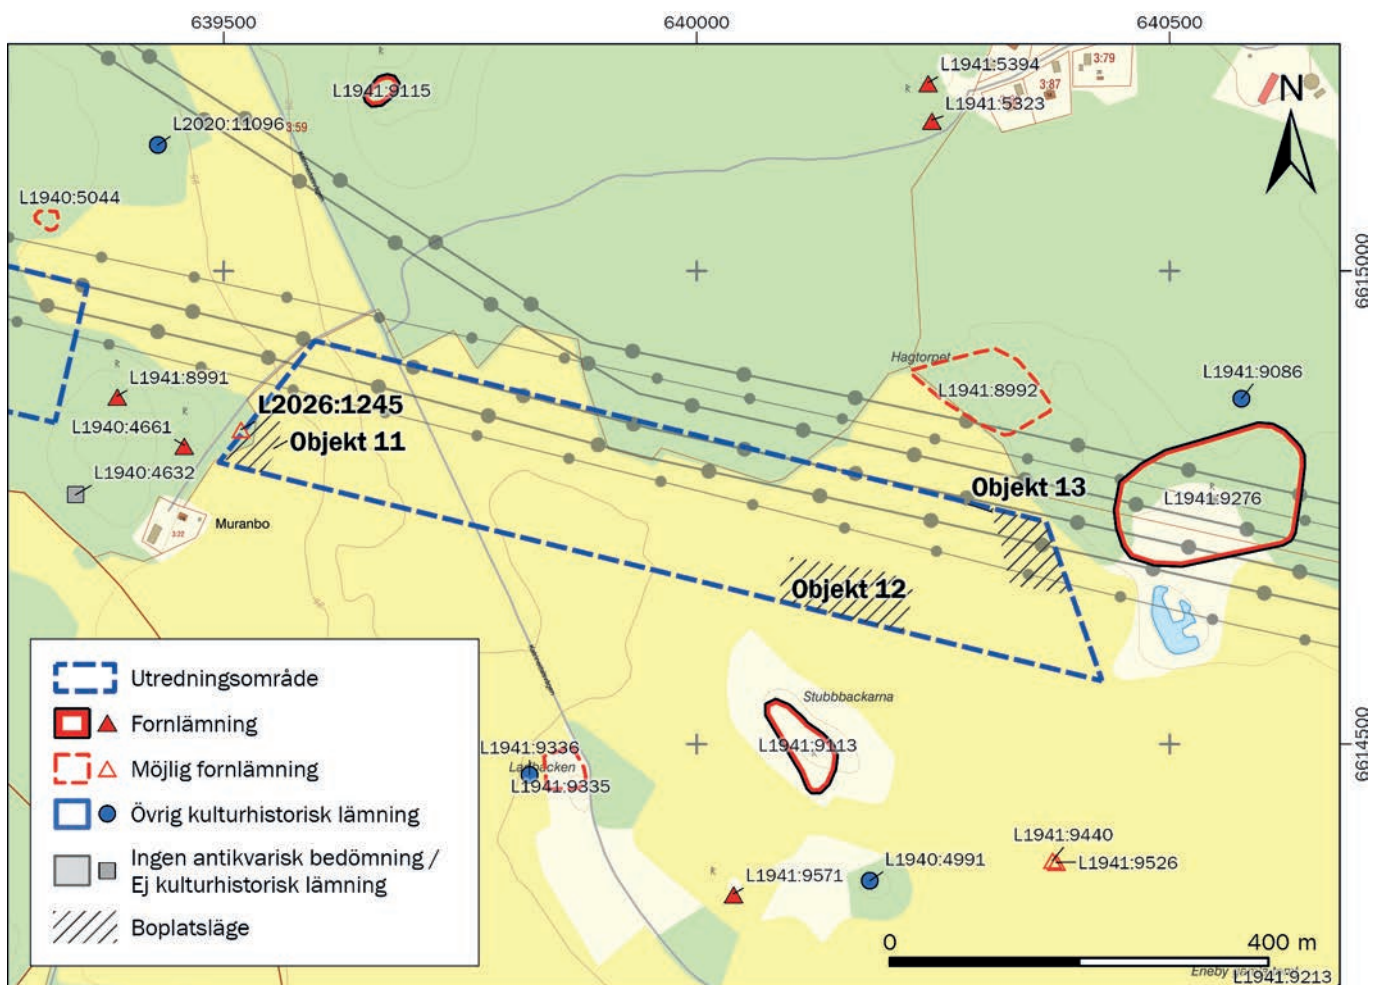 639500
640000
640500
L1941:9115
L2020:11096
3:59
L1940:5044
L1941:5394
L1941:5323
3:79
3:87
N
6615000
L1941:8991
L1940:4661
L1940:4632
L2026:1245
Objekt 11
Muranbo
3:22
Hagtorpet
L1941:8992
L1941:9086
L1941:9276
Objekt 13
Objekt 12
Stubbbackarna
L1941:9113
6614500
L1941:9336
L1941:9335
L1941:9440
L1941:9526
L1940:4991
L1941:9571
Utredningsområde
Fornlämning
Möjlig fornlämning
Övrig kulturhistorisk lämning
Ingen antikvarisk bedömning /
Ej kulturhistorisk lämning
Boplatsläge
0
400 m
Eneby
L1941:9213